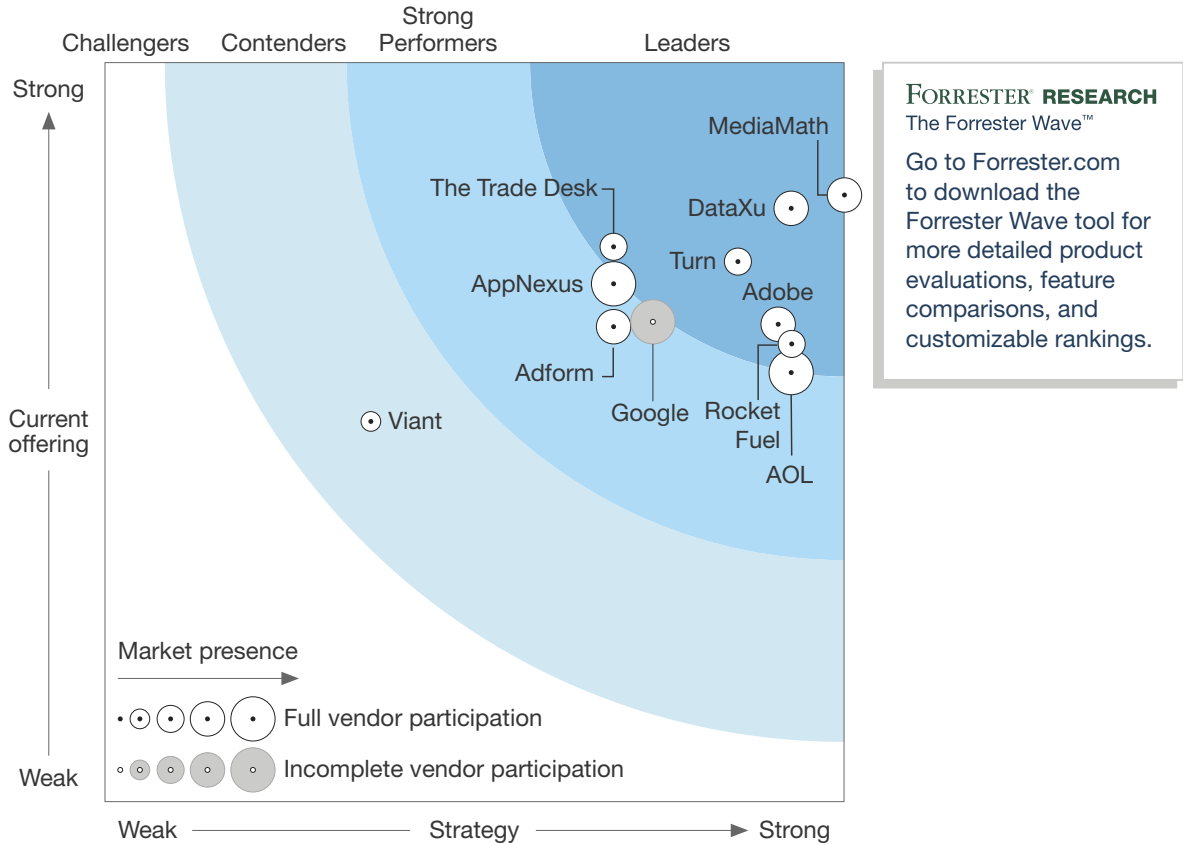 Strong
Challengers Contenders Performers Leaders
Strong
FORRESTER® RESEARCH
The Forrester Wave™
Go to Forrester.com
to download the
Forrester Wave tool for
more detailed product
evaluations, feature
comparisons, and
customizable rankings.
MediaMath
The Trade Desk
DataXu
Turn
AppNexus
Adobe
Adform
Google
Rocket
Fuel
Current
offering
Viant
AOL
Market presence
Full vendor participation
Incomplete vendor participation
Weak
Weak Strategy Strong